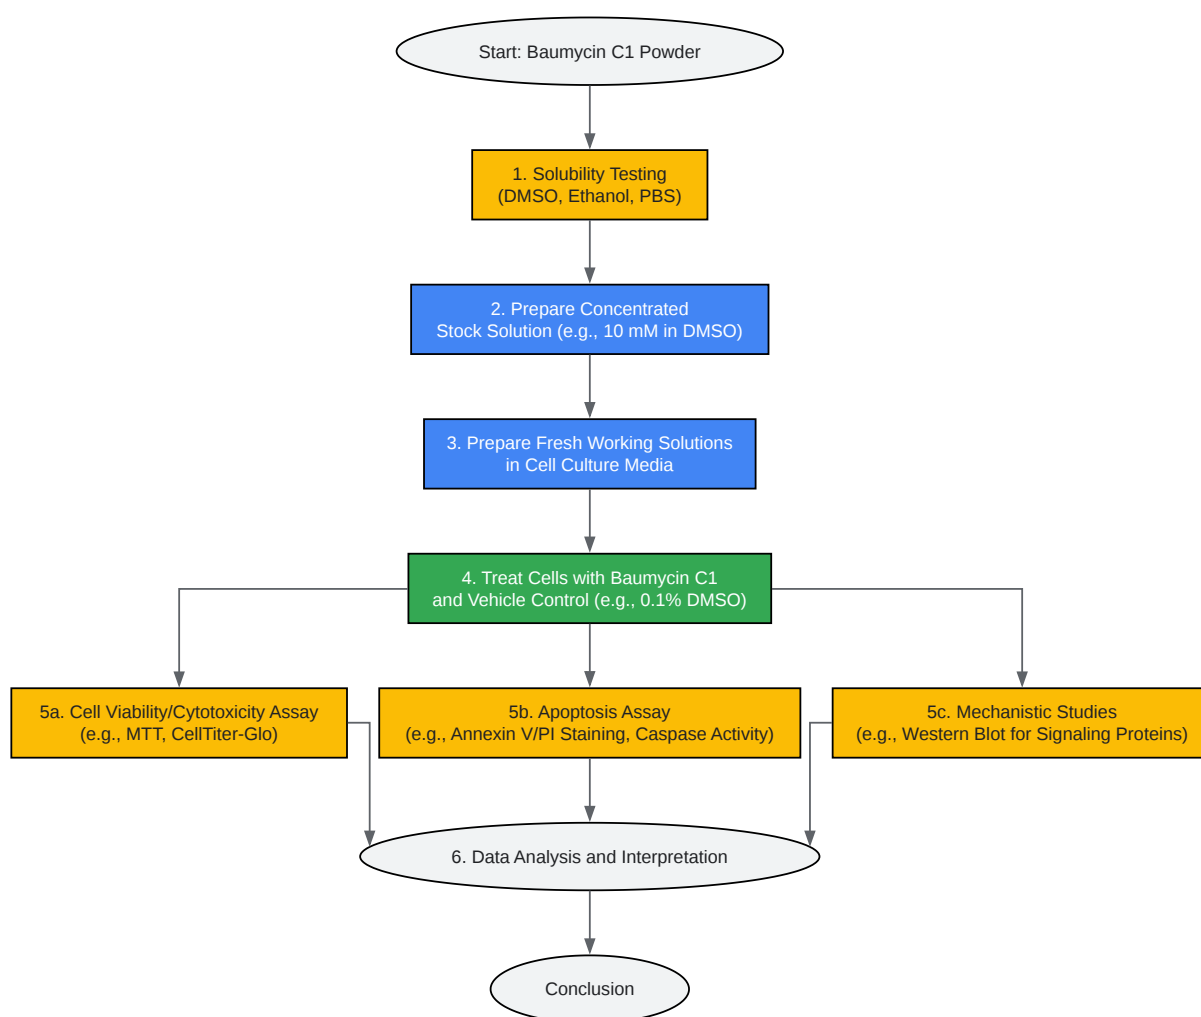 Start: Baumycin C1 Powder
1. Solubility Testing
(DMSO, Ethanol, PBS)
2. Prepare Concentrated
Stock Solution (e.g., 10 mM in DMSO)
3. Prepare Fresh Working Solutions
in Cell Culture Media
4. Treat Cells with Baumycin C1
and Vehicle Control (e.g., 0.1% DMSO)
5a. Cell Viability/Cytotoxicity Assay
(e.g., MTT, CellTiter-Glo)
5b. Apoptosis Assay
(e.g., Annexin V/PI Staining, Caspase Activity)
5c. Mechanistic Studies
(e.g., Western Blot for Signaling Proteins)
6. Data Analysis and Interpretation
Conclusion